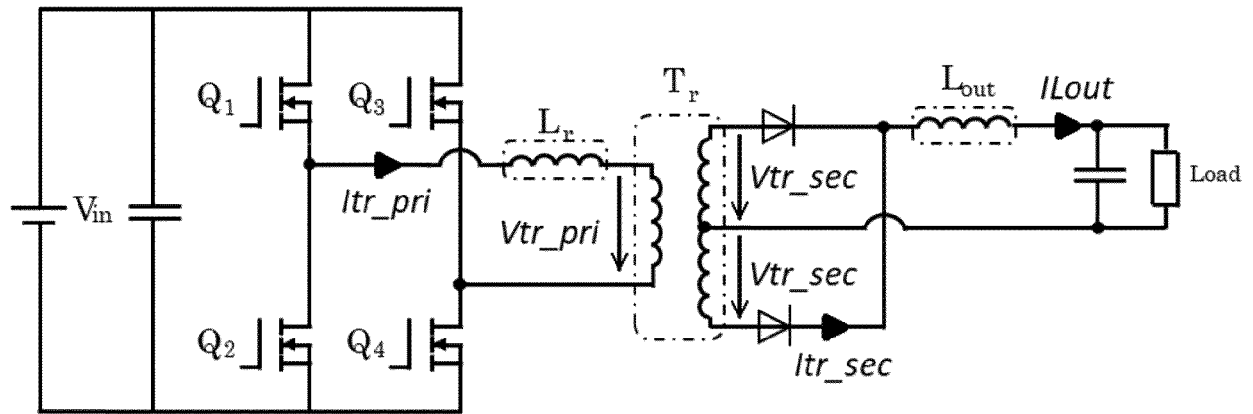 Q1
Q3
Tr
Lout
ILout
Lr
Vtr_sec
Load
Vin
Itr_pri
Vtr_pri
Vtr_sec
Q2
Q4
Itr_sec